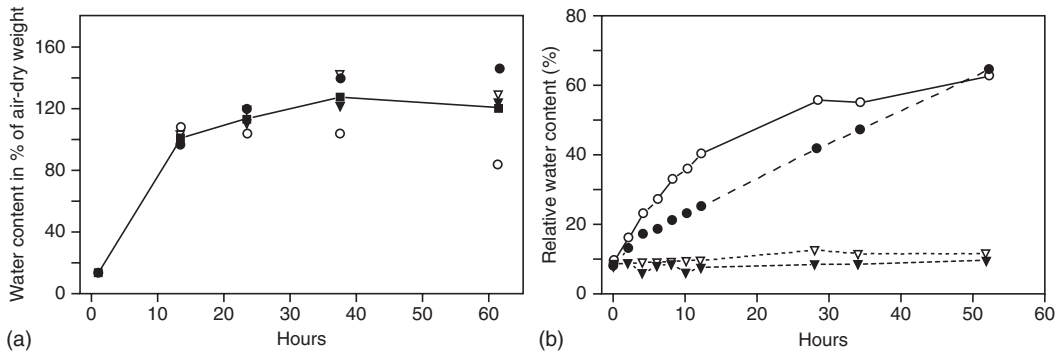 Water content in % of air-dry weight
160
120
80
40
0
0 10 20 30 40 50 60
Hours
(a)
Relative water content (%)
80
60
40
20
0
0 10 20 30 40 50 60
Hours
(b)